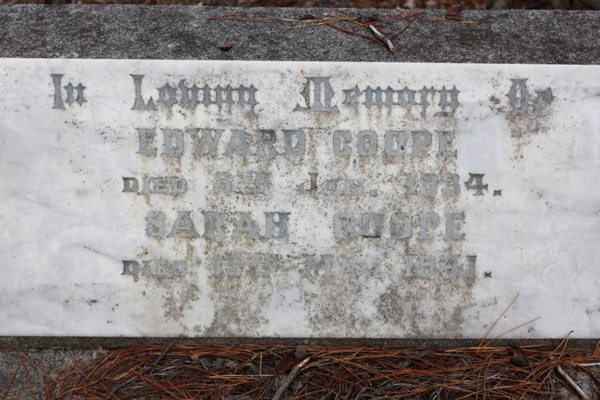 In Loving Memory Of
EDWARD COOPE
DIED JAN. 1934.
SARAH COOPE
DIED MAY